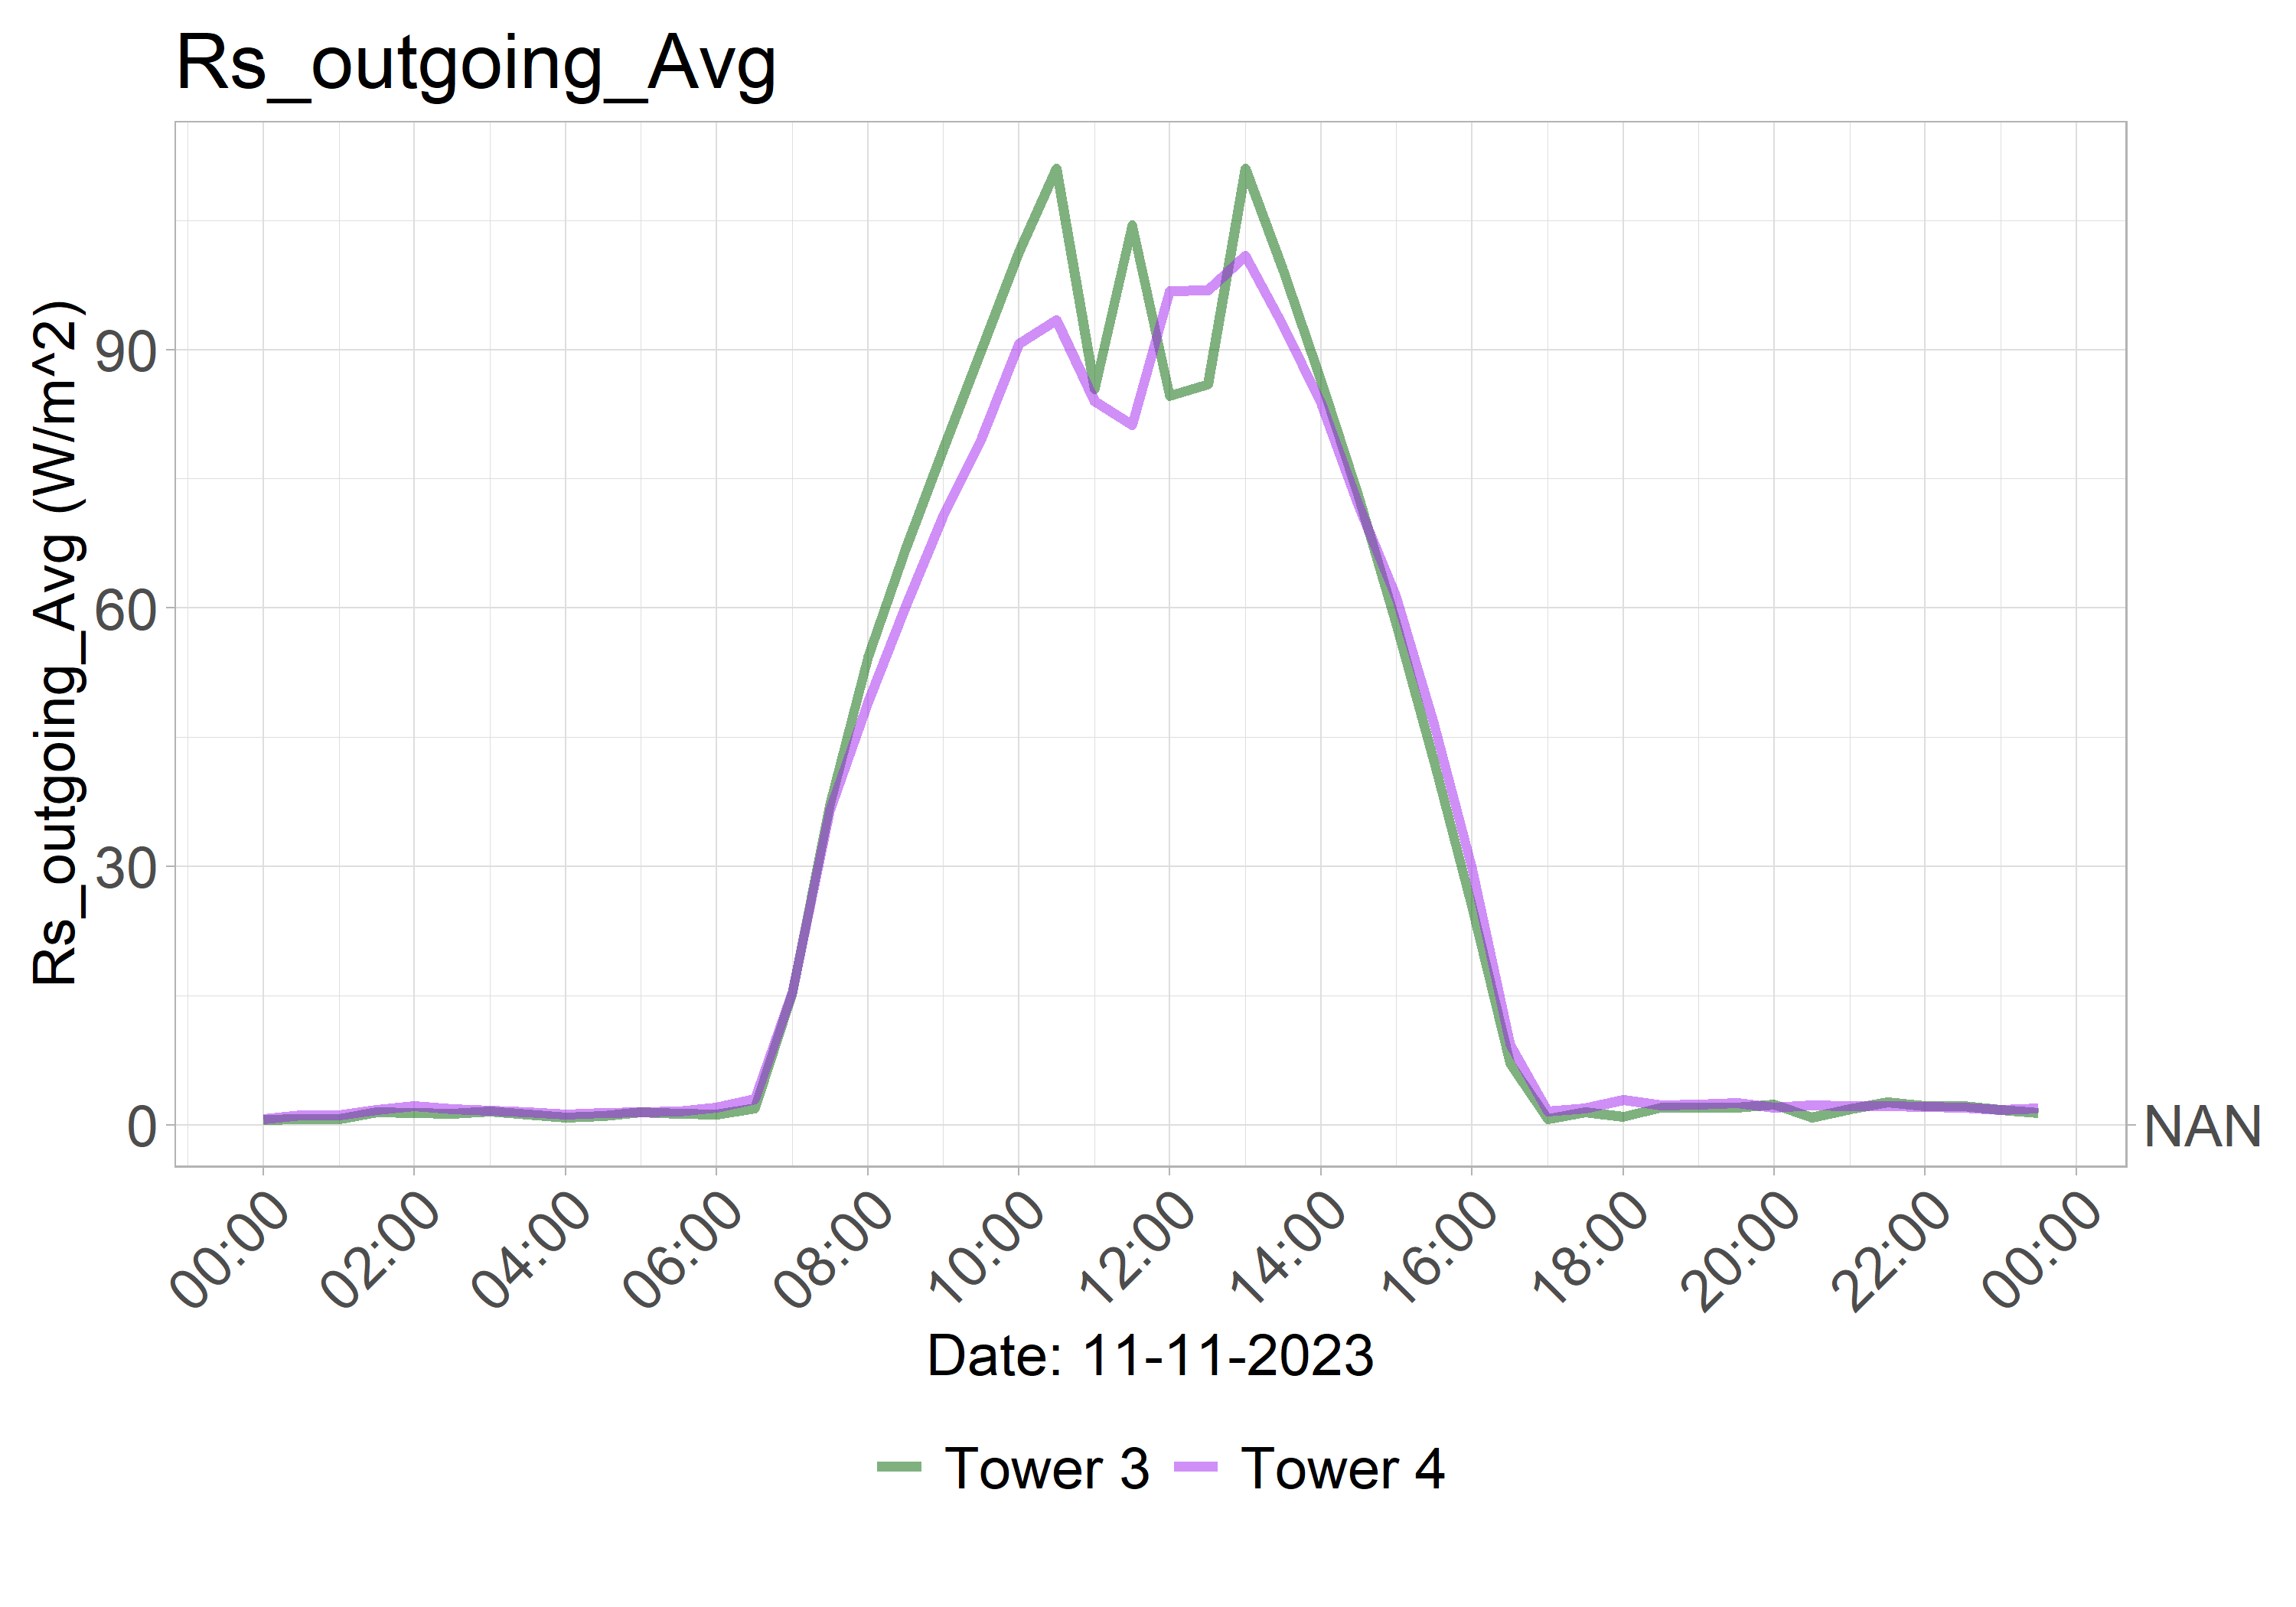 Rs_outgoing_Avg
Rs_outgoing_Avg (W/m^2)
90
60
30
0
NAN
00:00 02:00 04:00 06:00 08:00 10:00 12:00 14:00 16:00 18:00 20:00 22:00 00:00
Date: 11-11-2023
Tower 3 Tower 4